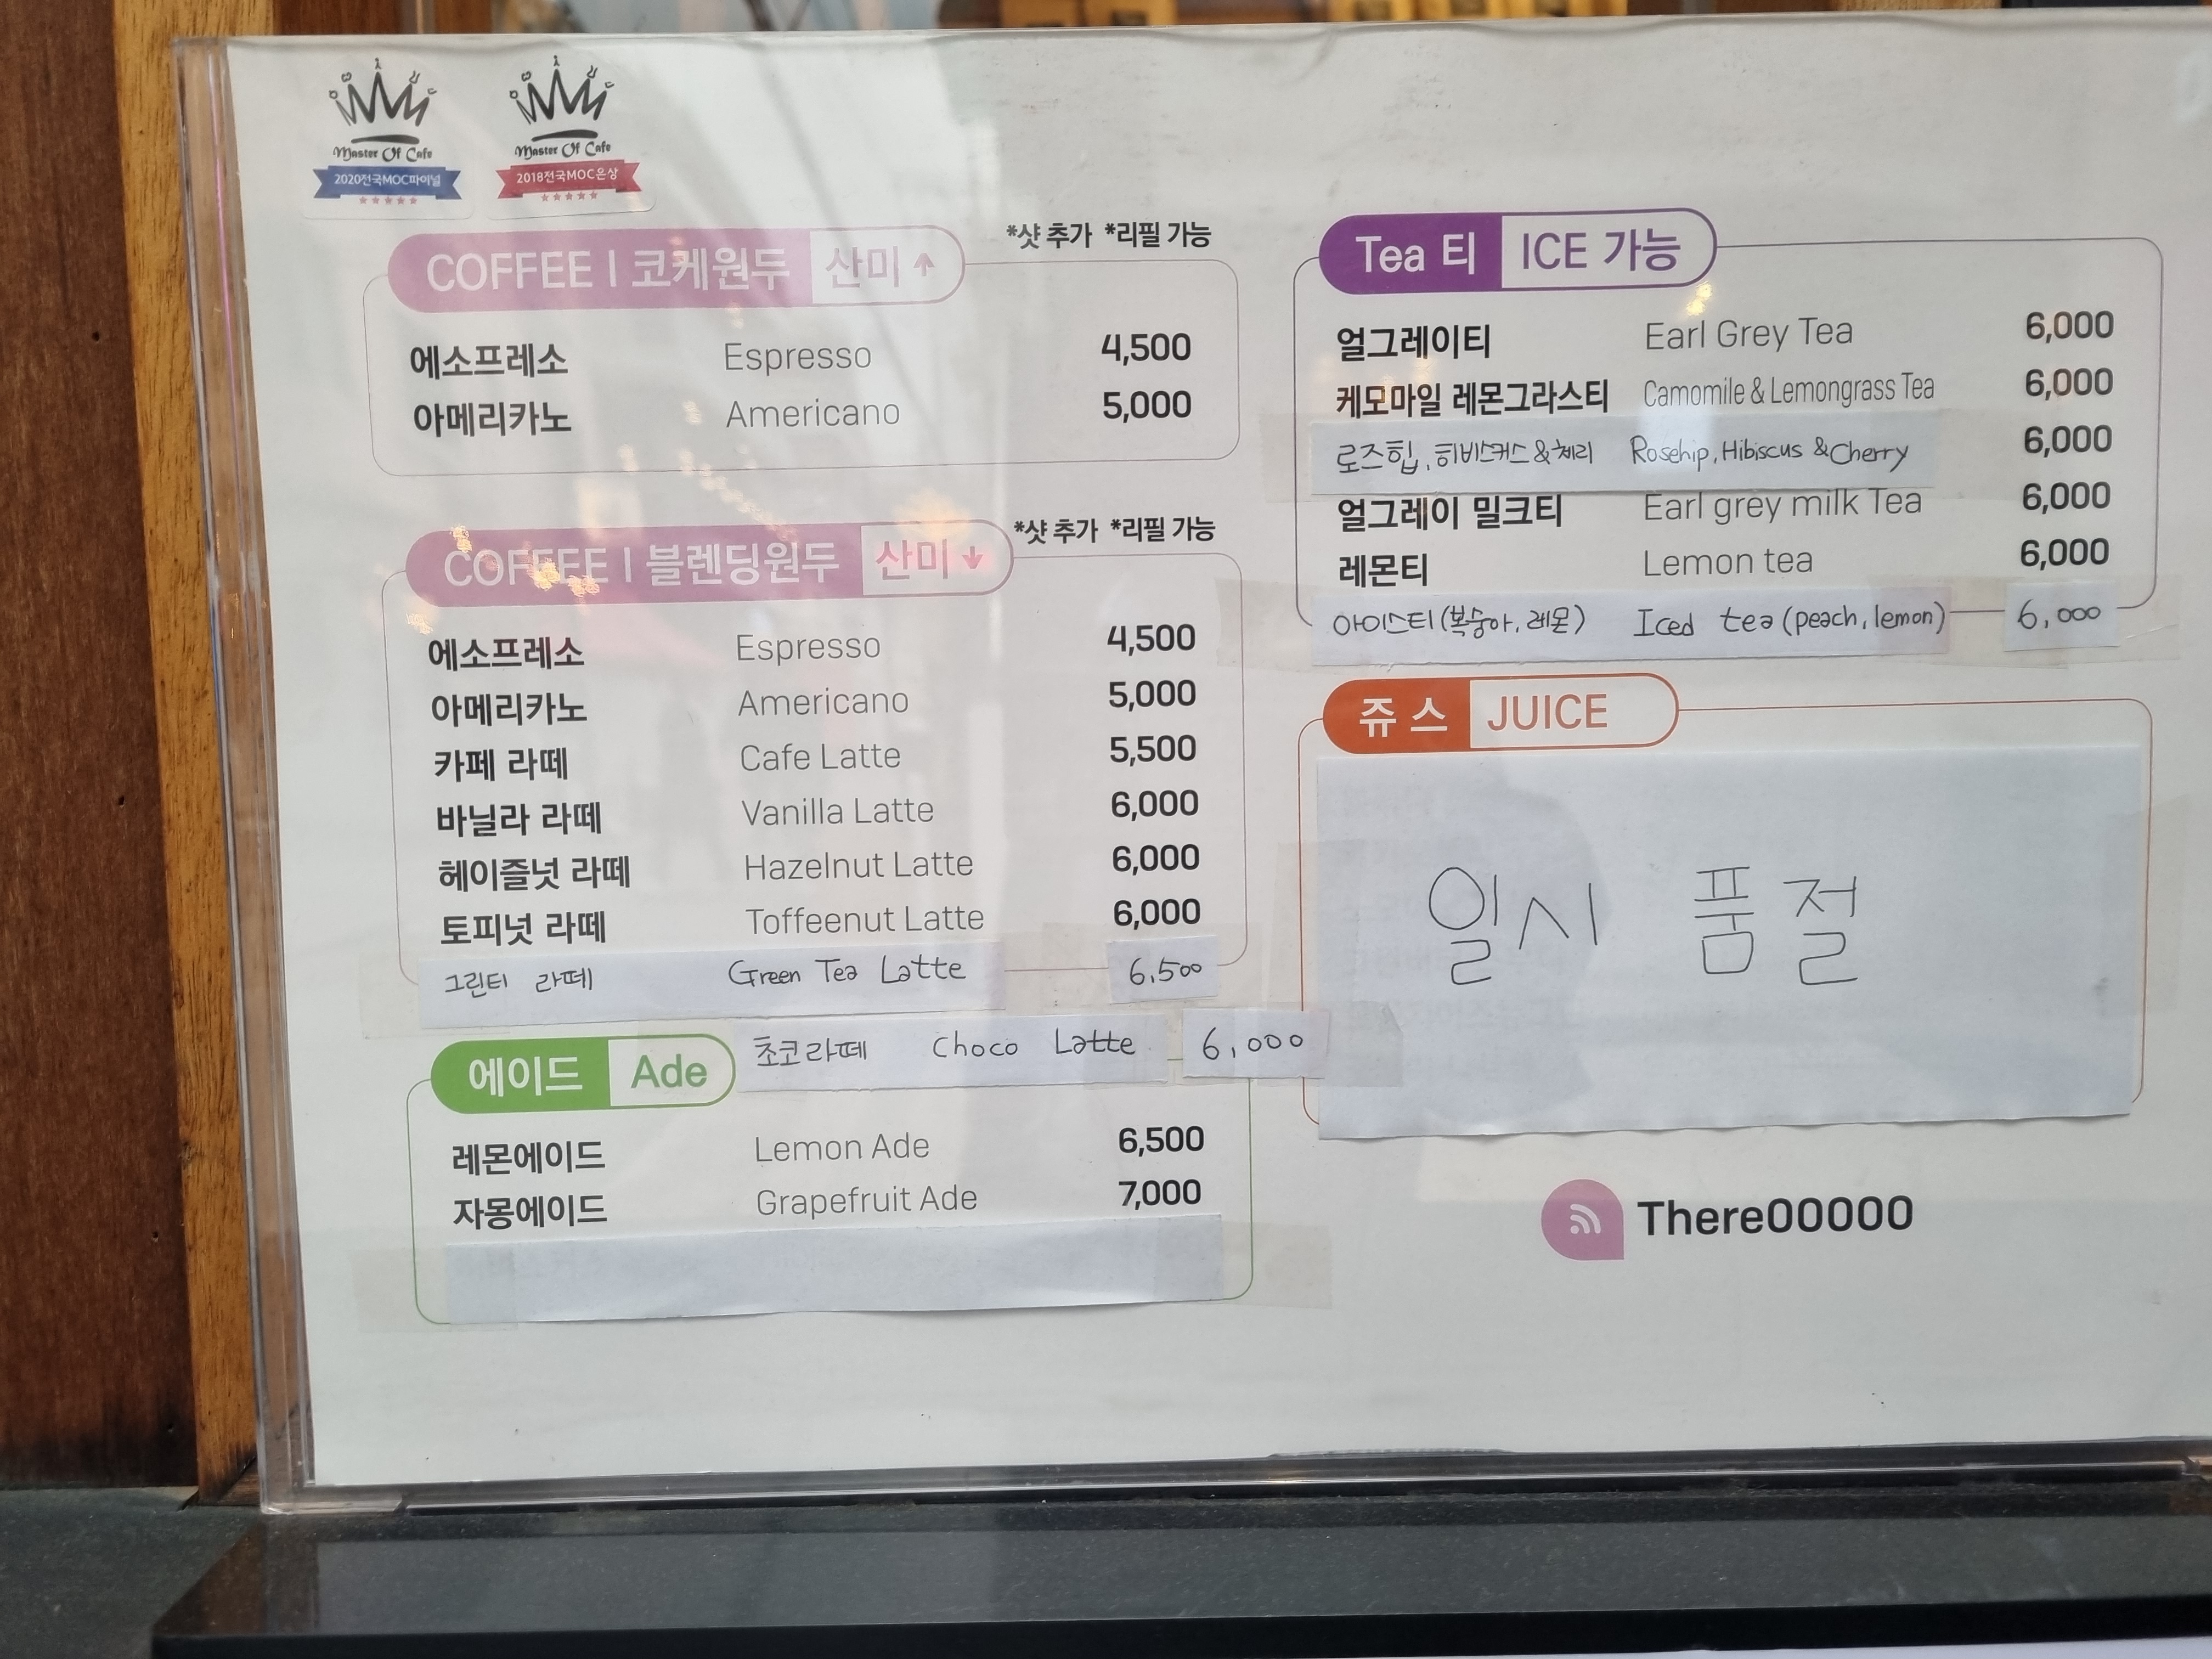 Master Of Cafe
2020전국MOC파이널
Master Of Cafe
2018전국MOC은상
COFFEE | 코케원두 산미↑
*샷 추가 *리필 가능
에소프레소 Espresso 4,500
아메리카노 Americano 5,000
COFFEE | 블렌딩원두 산미↓
*샷 추가 *리필 가능
에소프레소 Espresso 4,500
아메리카노 Americano 5,000
카페 라떼 Cafe Latte 5,500
바닐라 라떼 Vanilla Latte 6,000
헤이즐넛 라떼 Hazelnut Latte 6,000
토피넛 라떼 Toffeenut Latte 6,000
그린티 라떼 Green Tea Latte 6,500
초코라떼 Choco Latte 6,000
에이드 Ade
레몬에이드 Lemon Ade 6,500
자몽에이드 Grapefruit Ade 7,000
Tea 티 ICE 가능
얼그레이티 Earl Grey Tea 6,000
케모마일 레몬그라스티 Camomile & Lemongrass Tea 6,000
로즈힙, 히비스커스&체리 Rosehip, Hibiscus &Cherry 6,000
얼그레이 밀크티 Earl grey milk Tea 6,000
레몬티 Lemon tea 6,000
아이스티(복숭아, 레몬) Iced tea (peach, lemon) 6,000
쥬스 JUICE
일시 품절
There00000